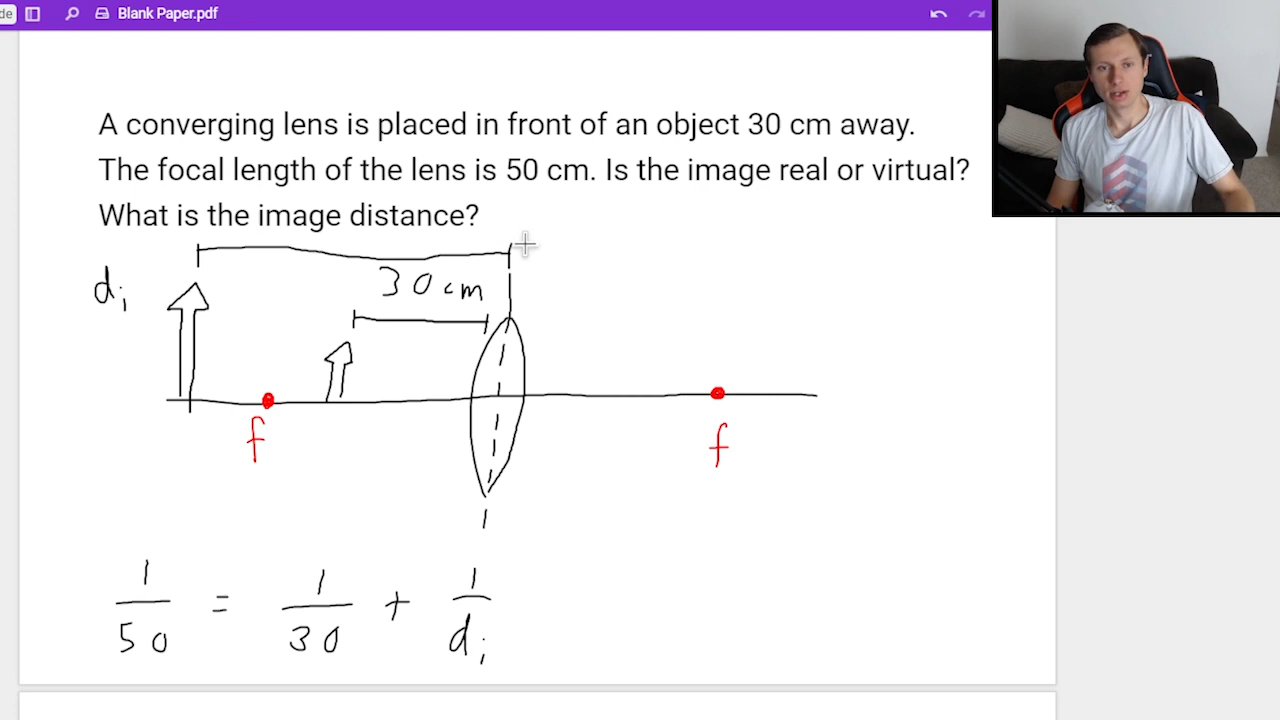 de
Blank Paper.pdf
A converging lens is placed in front of an object 30 cm away.
The focal length of the lens is 50 cm. Is the image real or virtual?
What is the image distance?
di
30cm
f
f
1/50 = 1/30 + 1/di